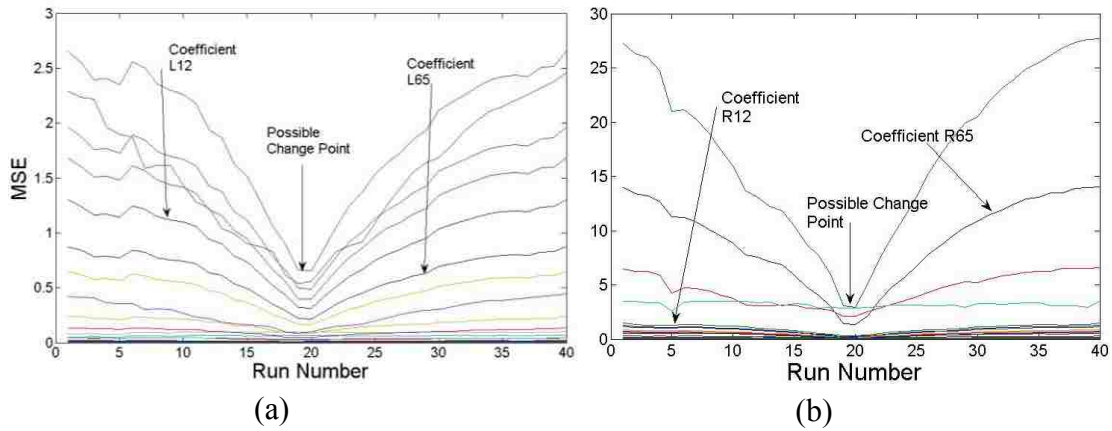 3
2.5
2
1.5
1
0.5
0
MSE
Coefficient
L12
Coefficient
L65
Possible
Change Point
0 5 10 15 20 25 30 35 40
Run Number
(a)
30
25
20
15
10
5
0
Coefficient
R12
Coefficient R65
Possible Change
Point
0 5 10 15 20 25 30 35 40
Run Number
(b)